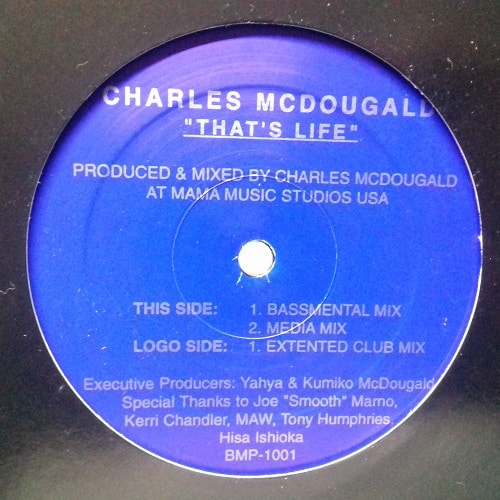 CHARLES MCDOUGALD
"THAT'S LIFE"
PRODUCED & MIXED BY CHARLES MCDOUGALD
AT MAMA MUSIC STUDIOS USA
THIS SIDE: 1. BASSMENTAL MIX
2. MEDIA MIX
LOGO SIDE: 1. EXTENTED CLUB MIX
Executive Producers: Yahya & Kumiko McDougald
Special Thanks to Joe "Smooth" Mamo,
Kerri Chandler, MAW, Tony Humphries,
Hisa Ishioka
BMP-1001